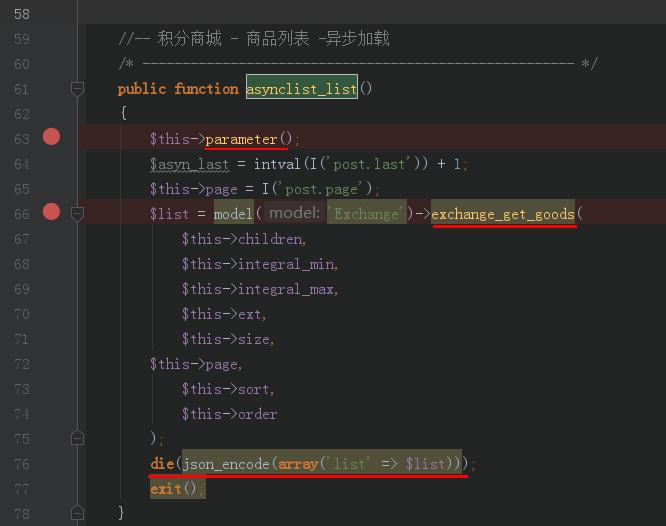 58
59 //-- 积分商城 - 商品列表 -异步加载
60 /* ------------------------------------------------------ */
61 public function asynclist_list()
62 {
63 $this->parameter();
64 $asyn_last = intval(I('post.last')) + 1;
65 $this->page = I('post.page');
66 $list = model( model: 'Exchange')->exchange_get_goods(
67 $this->children,
68 $this->integral_min,
69 $this->integral_max,
70 $this->ext,
71 $this->size,
72 $this->page,
73 $this->sort,
74 $this->order
75 );
76 die(json_encode(array('list' => $list)));
77 exit();
78 }